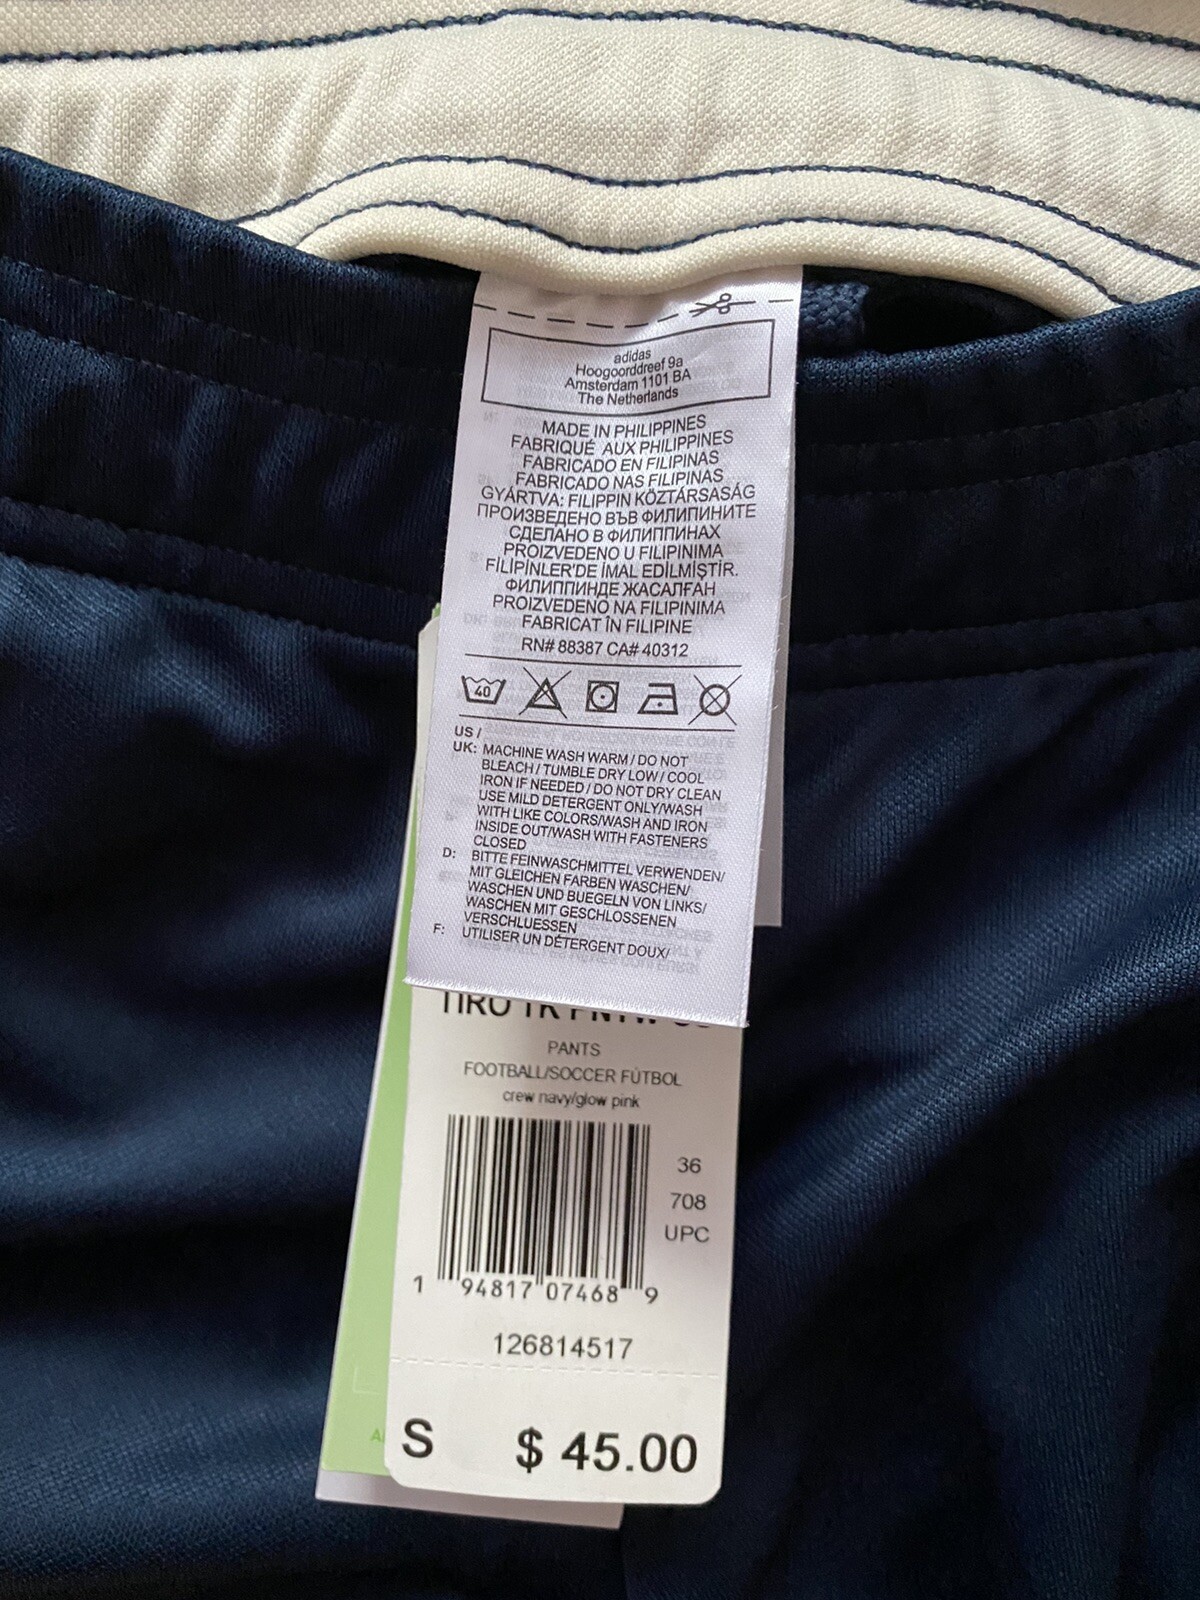 adidas
Hoogoorddreef 9a
Amsterdam 1101 BA
The Netherlands
MADE IN PHILIPPINES
FABRIQUÉ AUX PHILIPPINES
FABRICADO EN FILIPINAS
FABRICADO NAS FILIPINAS
GYÁRTVA: FILIPPIN KÖZTÁRSASÁG
ПРОИЗВЕДЕНО ВЪВ ФИЛИПИНИТЕ
СДЕЛАНО В ФИЛИППИНАХ
PROIZVEDENO U FILIPINIMA
FİLİPİNLER'DE İMAL EDİLMİŞTİR.
ФИЛИППИНДЕ ЖАСАЛҒАН
PROIZVEDENO NA FILIPINIMA
FABRICAT ÎN FILIPINE
RN# 88387 CA# 40312
40
US /
UK: MACHINE WASH WARM / DO NOT
BLEACH / TUMBLE DRY LOW / COOL
IRON IF NEEDED / DO NOT DRY CLEAN
USE MILD DETERGENT ONLY/WASH
WITH LIKE COLORS/WASH AND IRON
INSIDE OUT/WASH WITH FASTENERS
CLOSED
D: BITTE FEINWASCHMITTEL VERWENDEN/
MIT GLEICHEN FARBEN WASCHEN/
WASCHEN UND BUEGELN VON LINKS/
WASCHEN MIT GESCHLOSSENEN
VERSCHLUESSEN
F: UTILISER UN DÉTERGENT DOUX/
TIRO TK
PANTS
FOOTBALL/SOCCER FÚTBOL
crew navy/glow pink
36
708
UPC
1 94817 07468 9
126814517
S $ 45.00